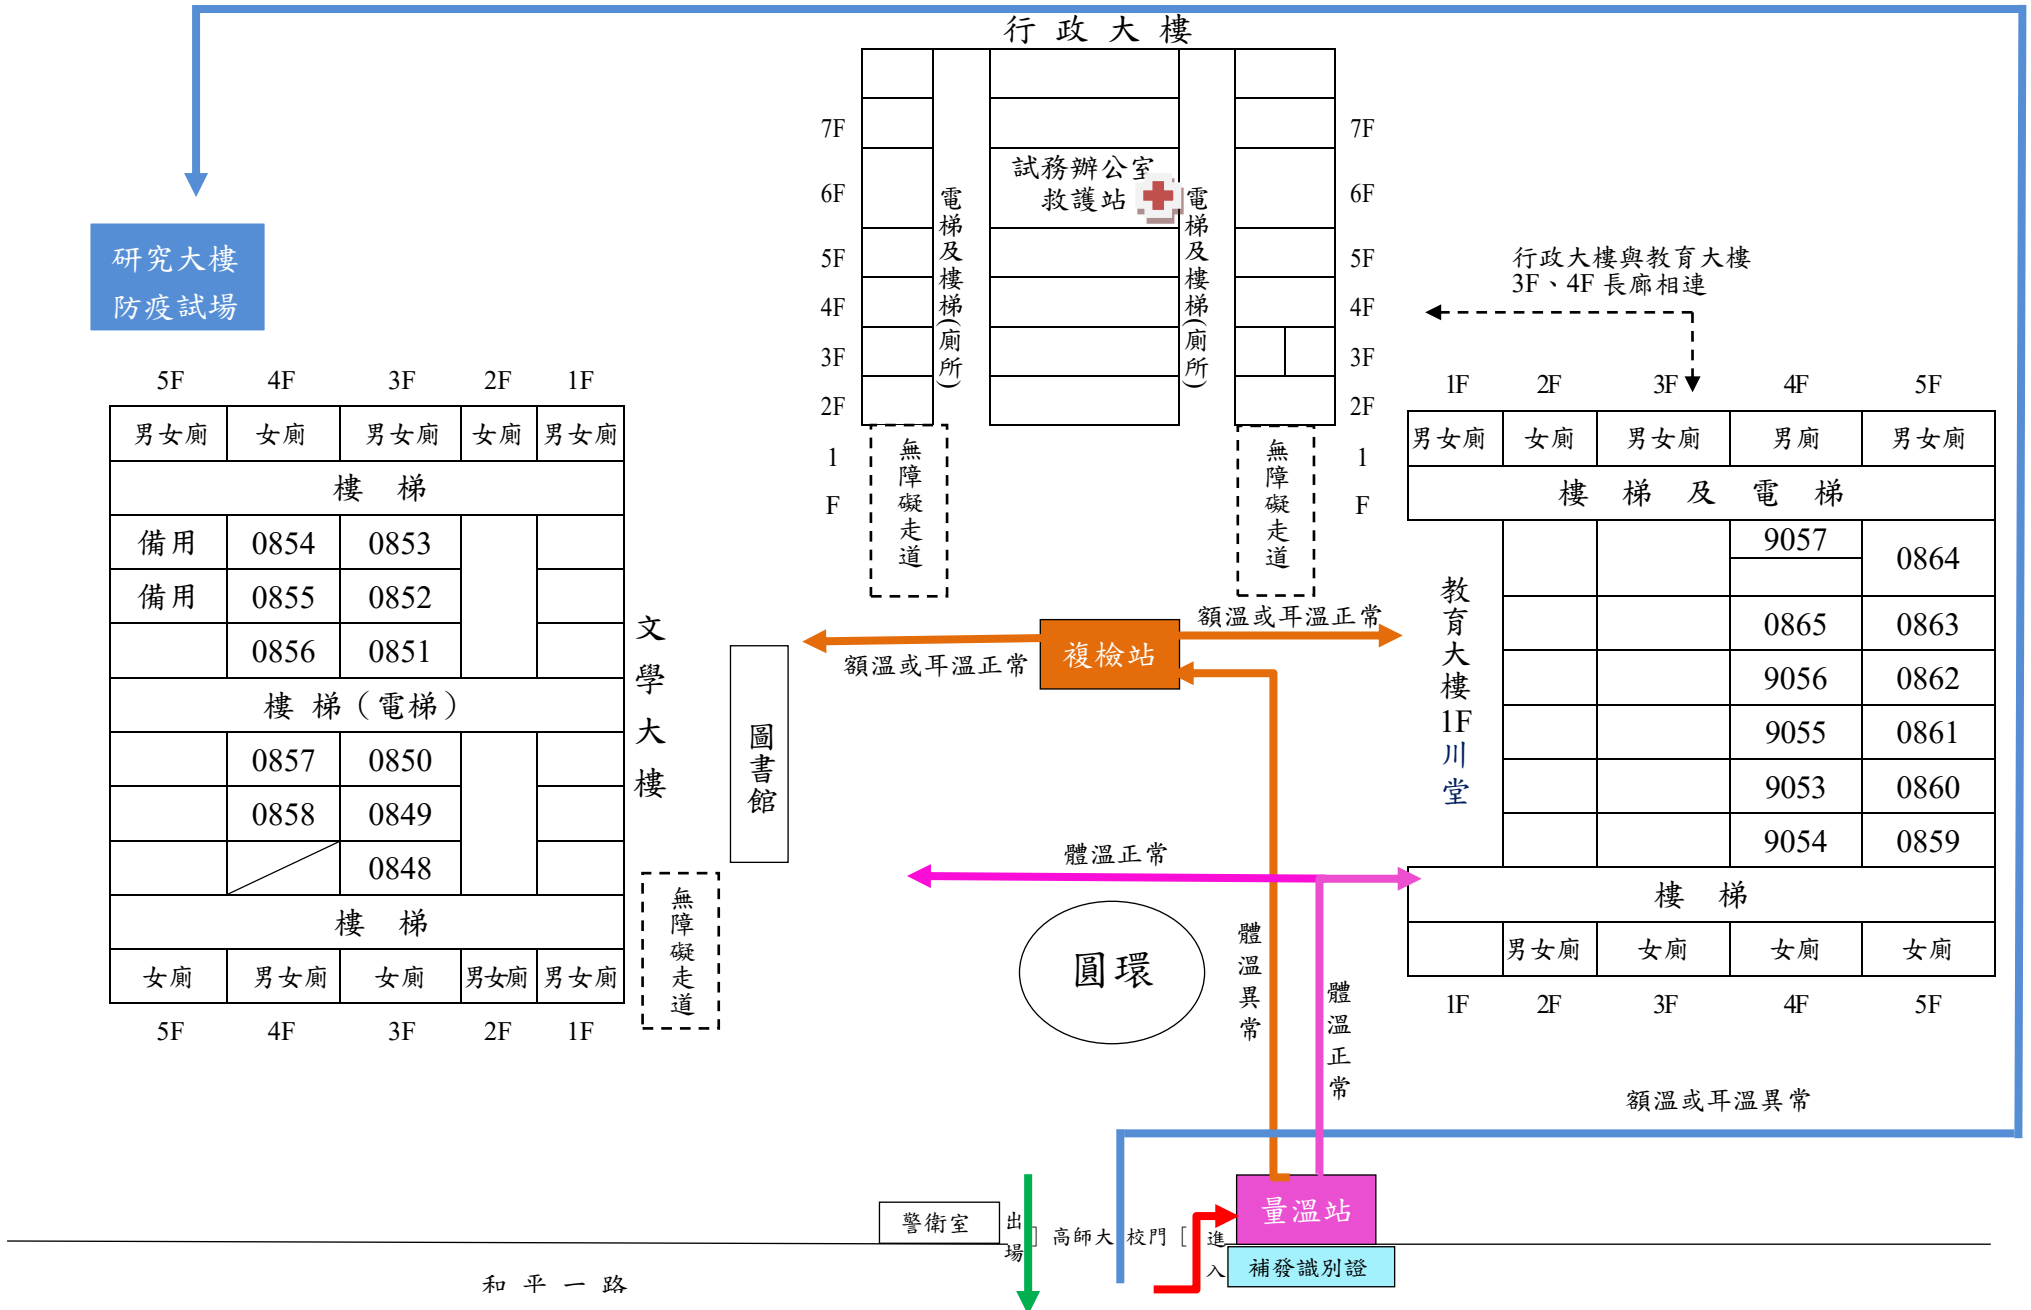 行政大樓
7F 7F
試務辦公室
6F 救護站 6F
電梯及樓梯(廁所)
電梯及樓梯(廁所)
5F 5F
4F 4F
3F 3F
2F 2F
1F 1F
無障礙走道
無障礙走道
研究大樓
防疫試場
行政大樓與教育大樓
3F、4F 長廊相連
5F 4F 3F 2F 1F
男女廁 女廁 男女廁 女廁 男女廁
樓 梯
備用 0854 0853
備用 0855 0852
0856 0851
樓 梯（電梯）
0857 0850
0858 0849
0848
樓 梯
女廁 男女廁 女廁 男女廁 男女廁
5F 4F 3F 2F 1F
文學大樓
無障礙走道
圖書館
額溫或耳溫正常
複檢站
額溫或耳溫正常
體溫正常
圓環
體溫異常
體溫正常
1F 2F 3F 4F 5F
男女廁 女廁 男女廁 男廁 男女廁
樓 梯 及 電 梯
9057 0864
0865 0863
9056 0862
9055 0861
9053 0860
9054 0859
教育大樓1F川堂
樓 梯
男女廁 女廁 女廁 女廁
1F 2F 3F 4F 5F
額溫或耳溫異常
量溫站
警衛室
出場
] 高師大 校門 [
進入
補發識別證
和平一路